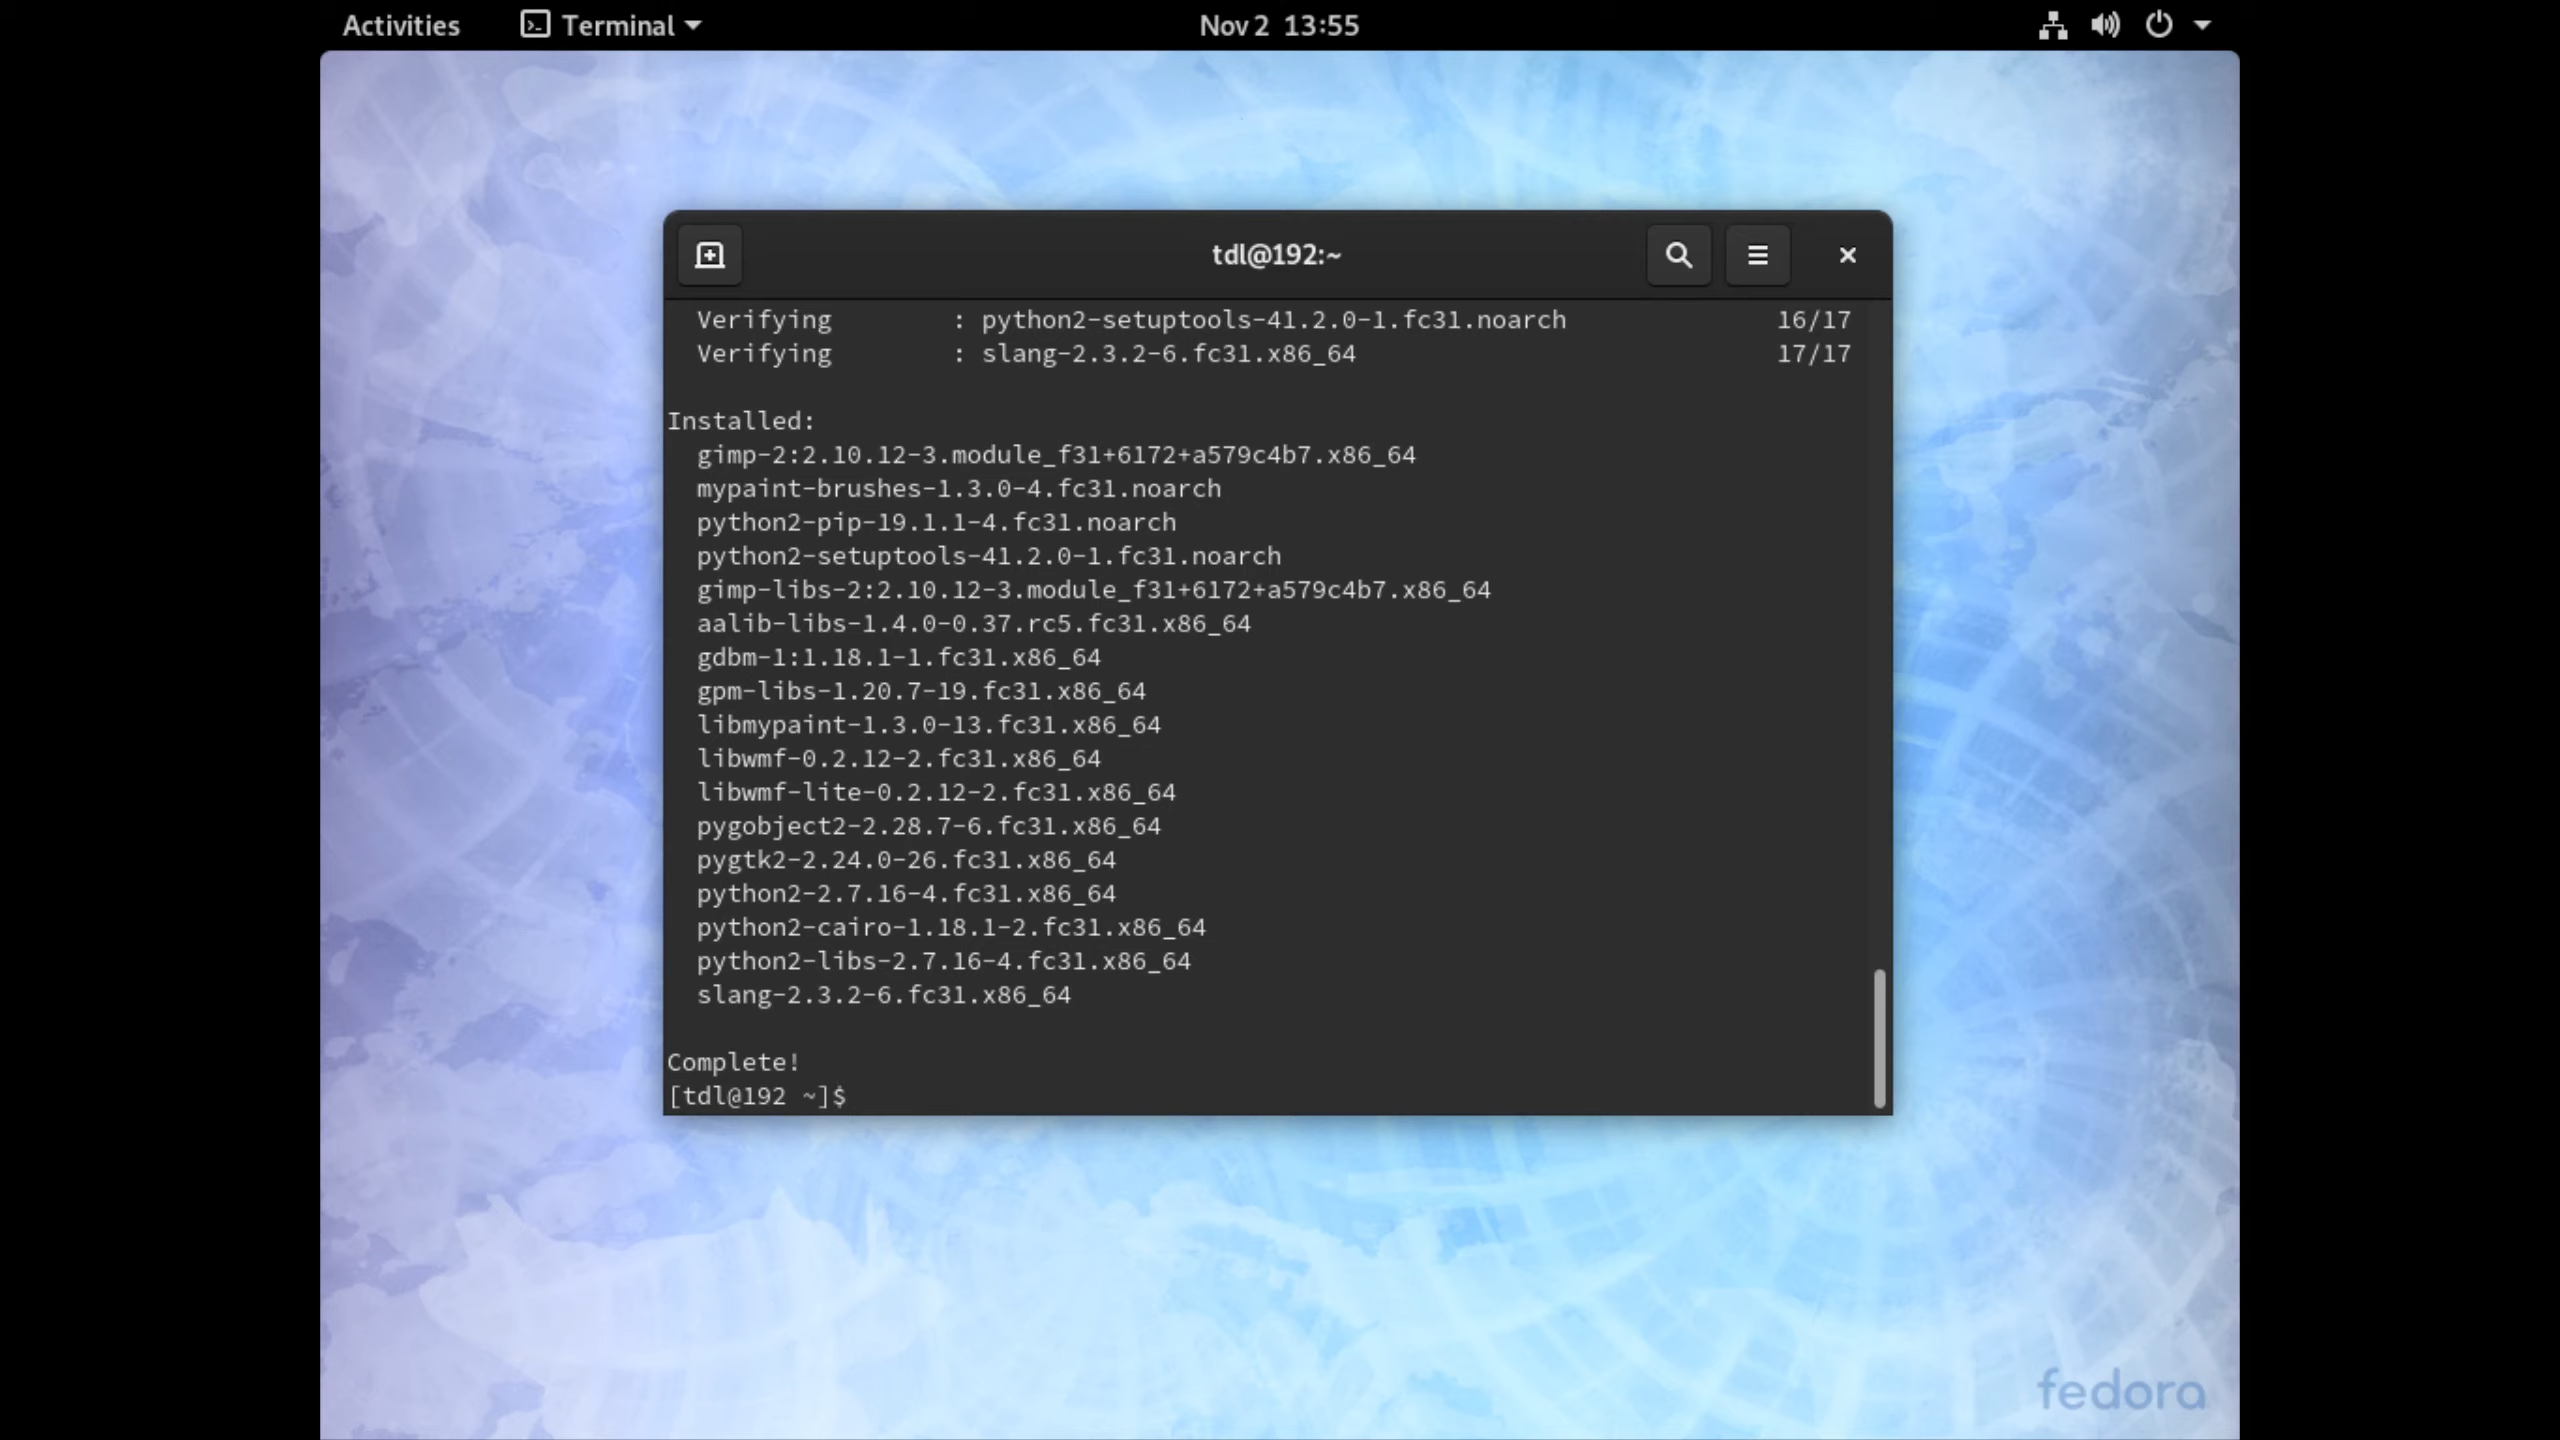 Activities Terminal Nov 2 13:55
tdl@192:~
Verifying : python2-setuptools-41.2.0-1.fc31.noarch 16/17
Verifying : slang-2.3.2-6.fc31.x86_64 17/17
Installed:
gimp-2:2.10.12-3.module_f31+6172+a579c4b7.x86_64
mypaint-brushes-1.3.0-4.fc31.noarch
python2-pip-19.1.1-4.fc31.noarch
python2-setuptools-41.2.0-1.fc31.noarch
gimp-libs-2:2.10.12-3.module_f31+6172+a579c4b7.x86_64
aalib-libs-1.4.0-0.37.rc5.fc31.x86_64
gdbm-1:1.18.1-1.fc31.x86_64
gpm-libs-1.20.7-19.fc31.x86_64
libmypaint-1.3.0-13.fc31.x86_64
libwmf-0.2.12-2.fc31.x86_64
libwmf-lite-0.2.12-2.fc31.x86_64
pygobject2-2.28.7-6.fc31.x86_64
pygtk2-2.24.0-26.fc31.x86_64
python2-2.7.16-4.fc31.x86_64
python2-cairo-1.18.1-2.fc31.x86_64
python2-libs-2.7.16-4.fc31.x86_64
slang-2.3.2-6.fc31.x86_64
Complete!
[tdl@192 ~]$
fedora